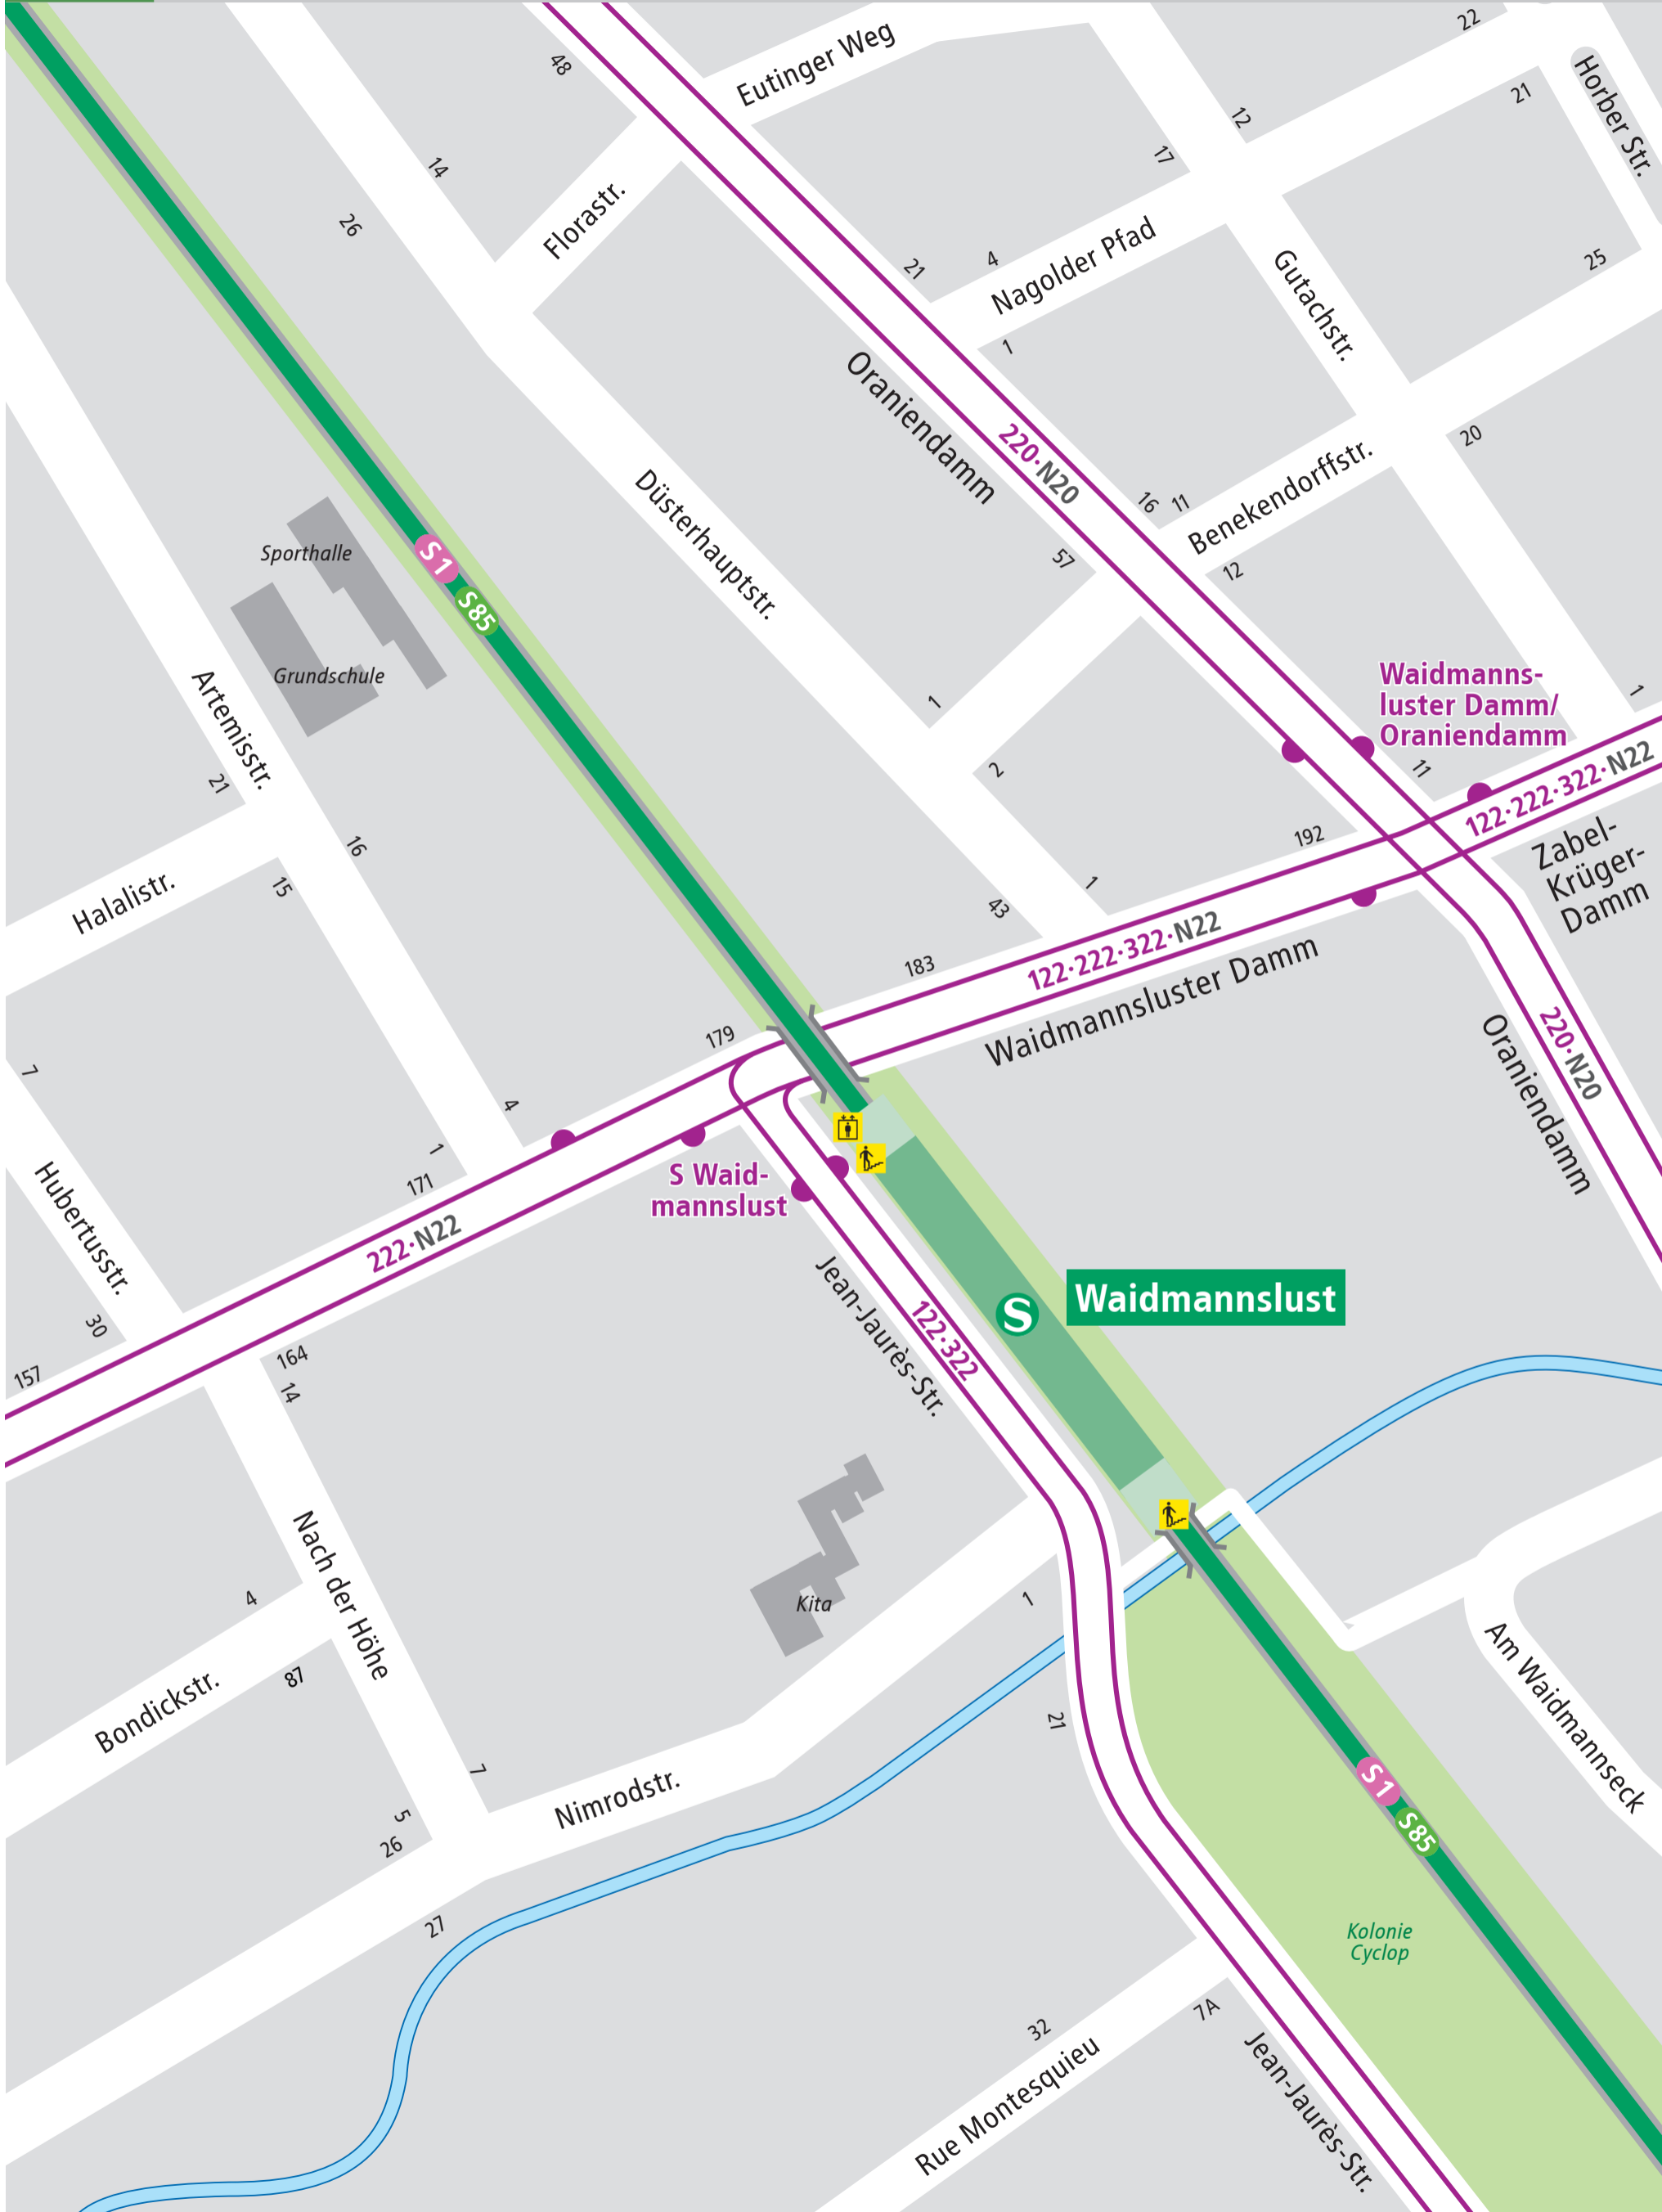 22
Eutinger Weg
48
Horber Str.
21
12
17
14
Florastr.
26
Nagolder Pfad
4
21
25
Gutachstr.
1
Oraniendamm
220·N20
20
16
11
Benekendorffstr.
12
57
Düsterhauptstr.
Sporthalle
S1
S85
Grundschule
Artemisstr.
Waidmanns-
luster Damm/
Oraniendamm
1
1
2
11
21
122·222·322·N22
192
16
Zabel-
Krüger-
Damm
15
Halalistr.
1
43
122·222·322·N22
183
Waidmannsluster Damm
179
7
4
1
220·N20
Oraniendamm
171
S Waid-
mannslust
Hubertusstr.
222·N22
S
Waidmannslust
Jean-Jaurès-Str.
122·322
30
157
164
14
Nach der Höhe
Kita
4
1
87
Bondickstr.
Am Waidmannseck
21
7
Nimrodstr.
S1
S85
5
26
27
Kolonie
Cyclop
32
7A
Rue Montesquieu
Jean-Jaurès-Str.